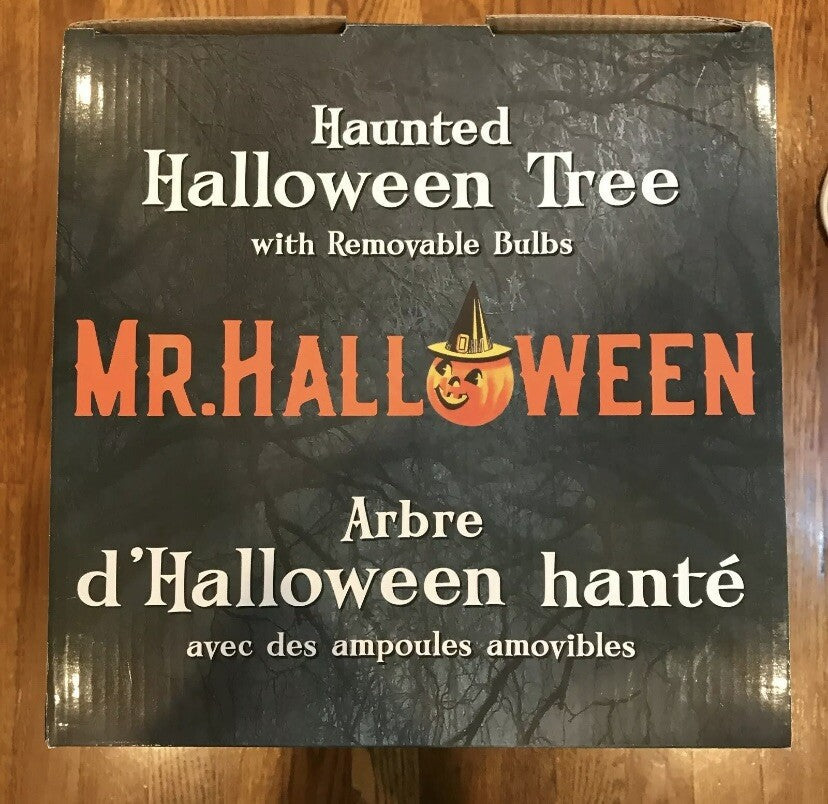 Haunted
Halloween Tree
with Removable Bulbs
MR.HALLOWEEN
Arbre
d'Halloween hanté
avec des ampoules amovibles